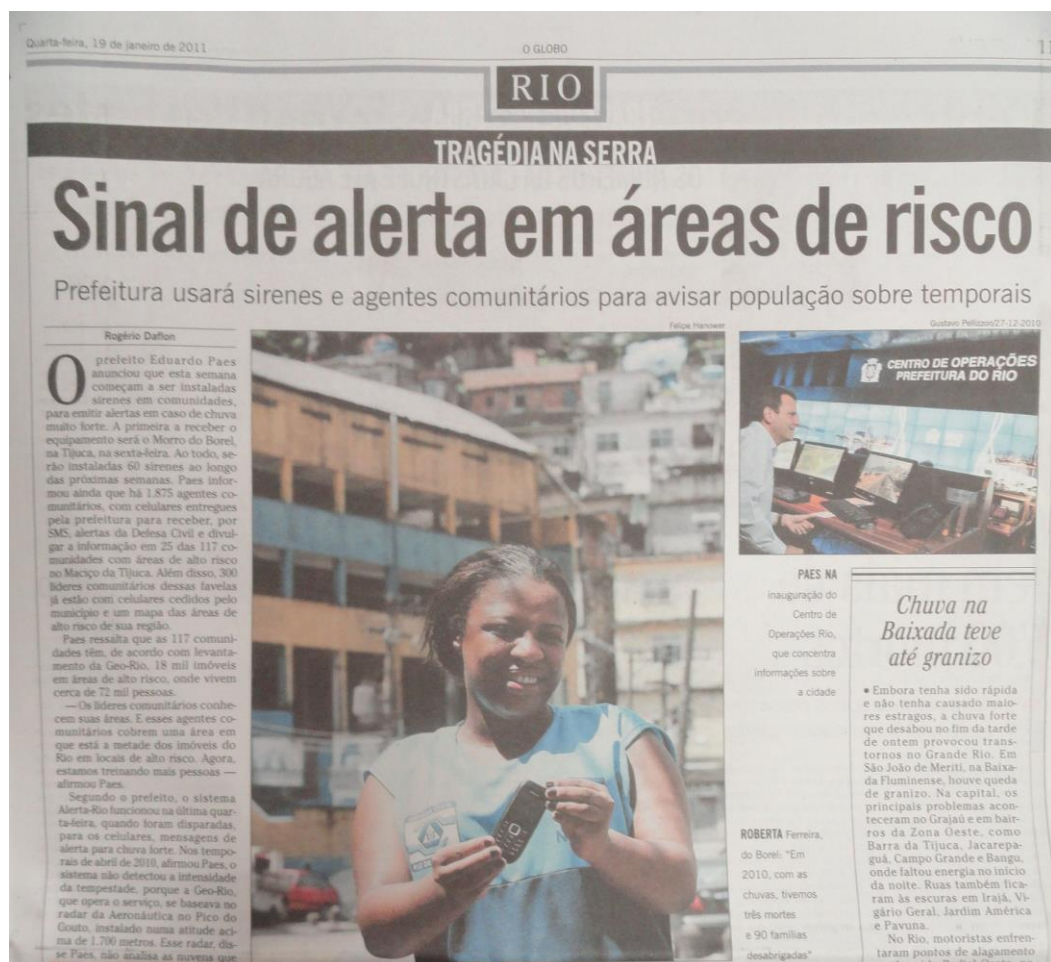 Quarta-feira, 19 de janeiro de 2011
O GLOBO
11
RIO
TRAGÉDIA NA SERRA
Sinal de alerta em áreas de risco
Prefeitura usará sirenes e agentes comunitários para avisar população sobre temporais
Rogério Daflon
O prefeito Eduardo Paes
anunciou que esta semana
começam a ser instaladas
sirenes em comunidades,
para emitir alertas em caso de chuva
muito forte. A primeira a receber o
equipamento será o Morro do Borel,
na Tijuca, na sexta-feira. Ao todo, se-
rão instaladas 60 sirenes ao longo
das próximas semanas. Paes infor-
mou ainda que há 1.875 agentes co-
munitários, com celulares entregues
pela prefeitura para receber, por
SMS, alertas da Defesa Civil e divul-
gar a informação em 25 das 117 co-
munidades com áreas de alto risco
no Maciço da Tijuca. Além disso, 300
líderes comunitários dessas favelas
já estão com celulares cedidos pelo
município e um mapa das áreas de
alto risco de sua região.
Paes ressalta que as 117 comuni-
dades têm, de acordo com levanta-
mento da Geo-Rio, 18 mil imóveis
em áreas de alto risco, onde vivem
cerca de 72 mil pessoas.
— Os líderes comunitários conhe-
cem suas áreas. E esses agentes co-
munitários cobrem uma área em
que está a metade dos imóveis do
Rio em locais de alto risco. Agora,
estamos treinando mais pessoas —
afirmou Paes.
Segundo o prefeito, o sistema
Alerta-Rio funcionou na última quar-
ta-feira, quando foram disparadas,
para os celulares, mensagens de
alerta para chuva forte. Nos tempo-
rais de abril de 2010, afirmou Paes, o
sistema não detectou a intensidade
da tempestade, porque a Geo-Rio,
que opera o serviço, se baseava no
radar da Aeronáutica no Pico do
Couto, instalado numa atitude aci-
ma de 1.700 metros. Esse radar, dis-
se Paes, não analisa as nuvens que
Felipe Hanower
Gustavo Pellizzon/27-12-2010
CENTRO DE OPERAÇÕES
PREFEITURA DO RIO
PAES NA
inauguração do
Centro de
Operações Rio,
que concentra
informações sobre
a cidade
ROBERTA Ferreira,
do Borel: "Em
2010, com as
chuvas, tivemos
três mortes
e 90 famílias
desabrigadas"
Chuva na
Baixada teve
até granizo
• Embora tenha sido rápida
e não tenha causado maio-
res estragos, a chuva forte
que desabou no fim da tarde
de ontem provocou trans-
tornos no Grande Rio. Em
São João de Meriti, na Baixa-
da Fluminense, houve queda
de granizo. Na capital, os
principais problemas acon-
teceram no Grajaú e em bair-
ros da Zona Oeste, como
Barra da Tijuca, Jacarepa-
guá, Campo Grande e Bangu,
onde faltou energia no início
da noite. Ruas também fica-
ram às escuras em Irajá, Vi-
gário Geral, Jardim América
e Pavuna.
No Rio, motoristas enfren-
taram pontos de alagamento